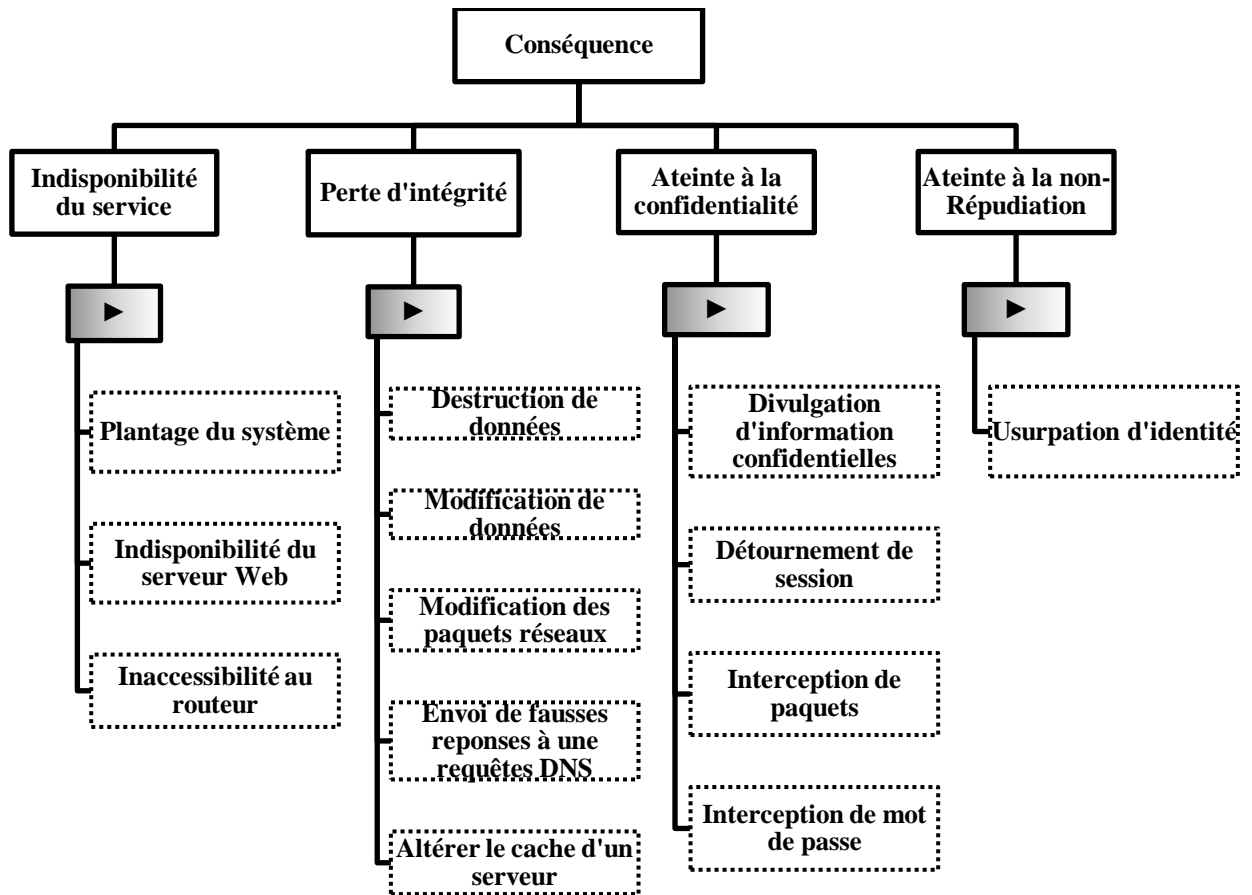 Conséquence
Indisponibilité
du service
Perte d'intégrité
Ateinte à la
confidentialité
Ateinte à la non-
Répudiation
►
►
►
►
Plantage du système
Indisponibilité du
serveur Web
Inaccessibilité au
routeur
Destruction de
données
Modification de
données
Modification des
paquets réseaux
Envoi de fausses
reponses à une
requêtes DNS
Altérer le cache d'un
serveur
Divulgation
d'information
confidentielles
Détournement de
session
Interception de
paquets
Interception de mot
de passe
Usurpation d'identité